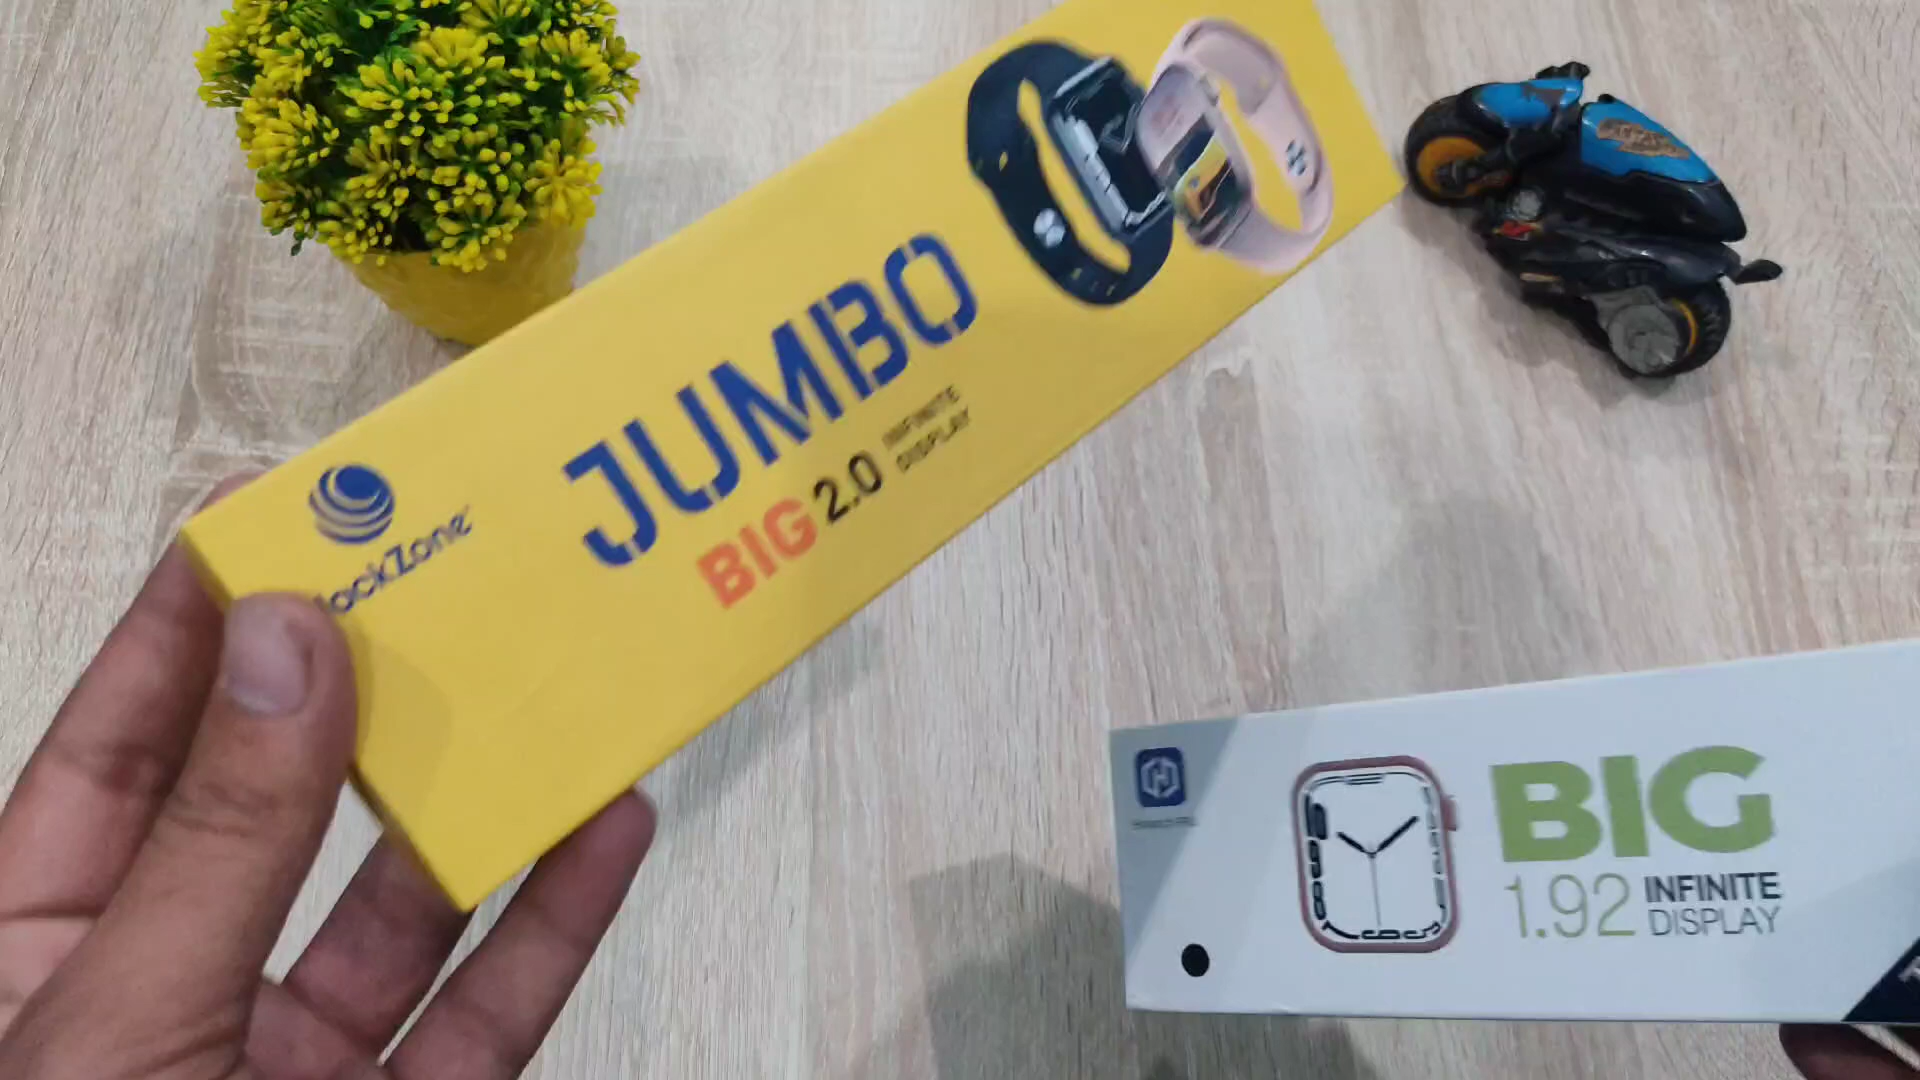 JUMBO
BIG 2.0 INFINITE
DISPLAY
BIG
1.92 INFINITE
DISPLAY